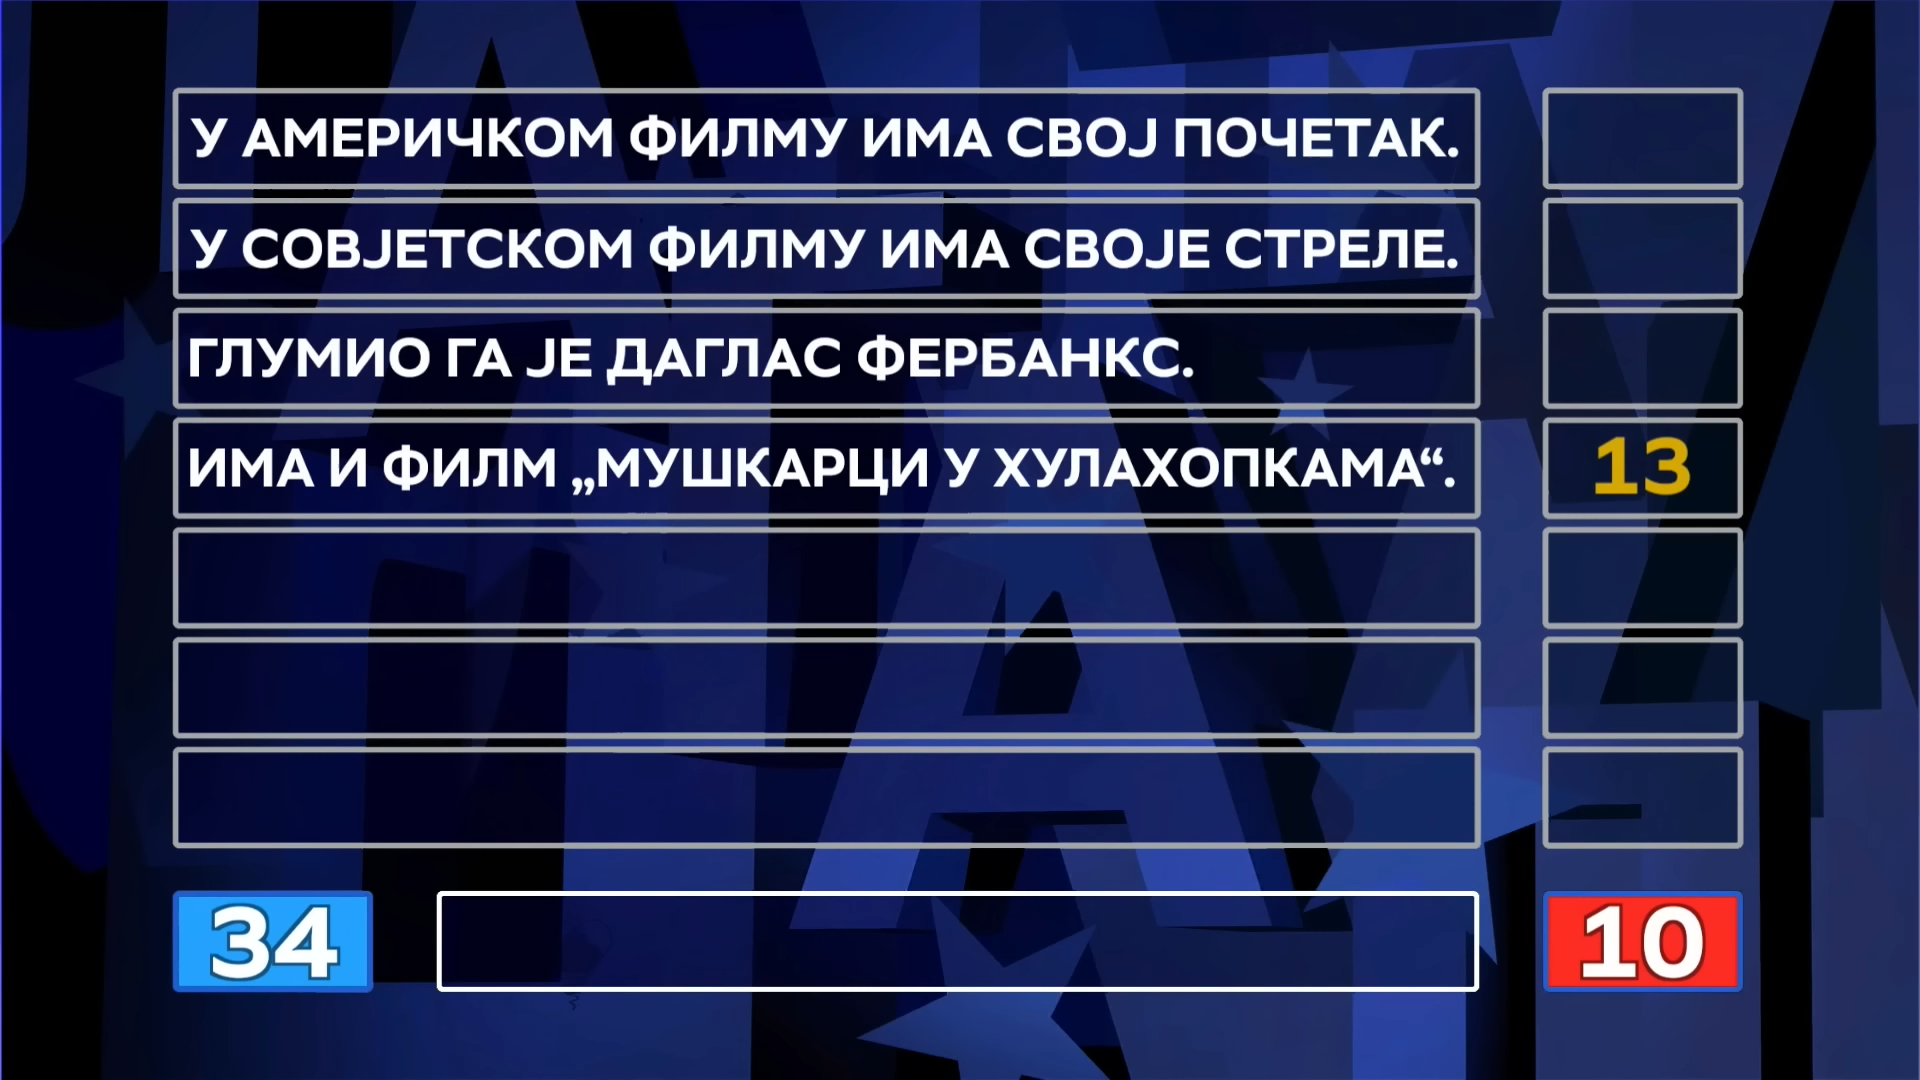 У АМЕРИЧКОМ ФИЛМУ ИМА СВОЈ ПОЧЕТАК.
У СОВЈЕТСКОМ ФИЛМУ ИМА СВОЈЕ СТРЕЛЕ.
ГЛУМИО ГА ЈЕ ДАГЛАС ФЕРБАНКС.
ИМА И ФИЛМ „МУШКАРЦИ У ХУЛАХОПКАМА“. 13
34 10